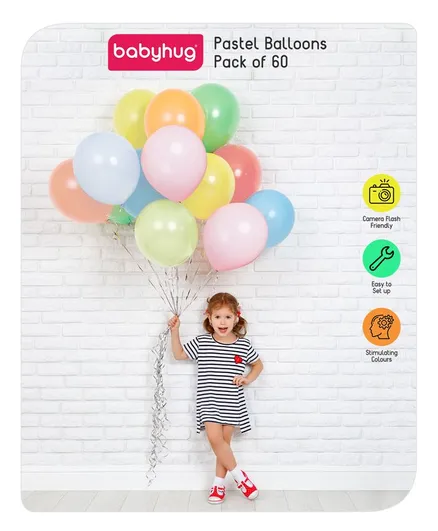 babyhug
Pastel Balloons
Pack of 60
Camera Flash
Friendly
Easy to
Set up
Stimulating
Colours